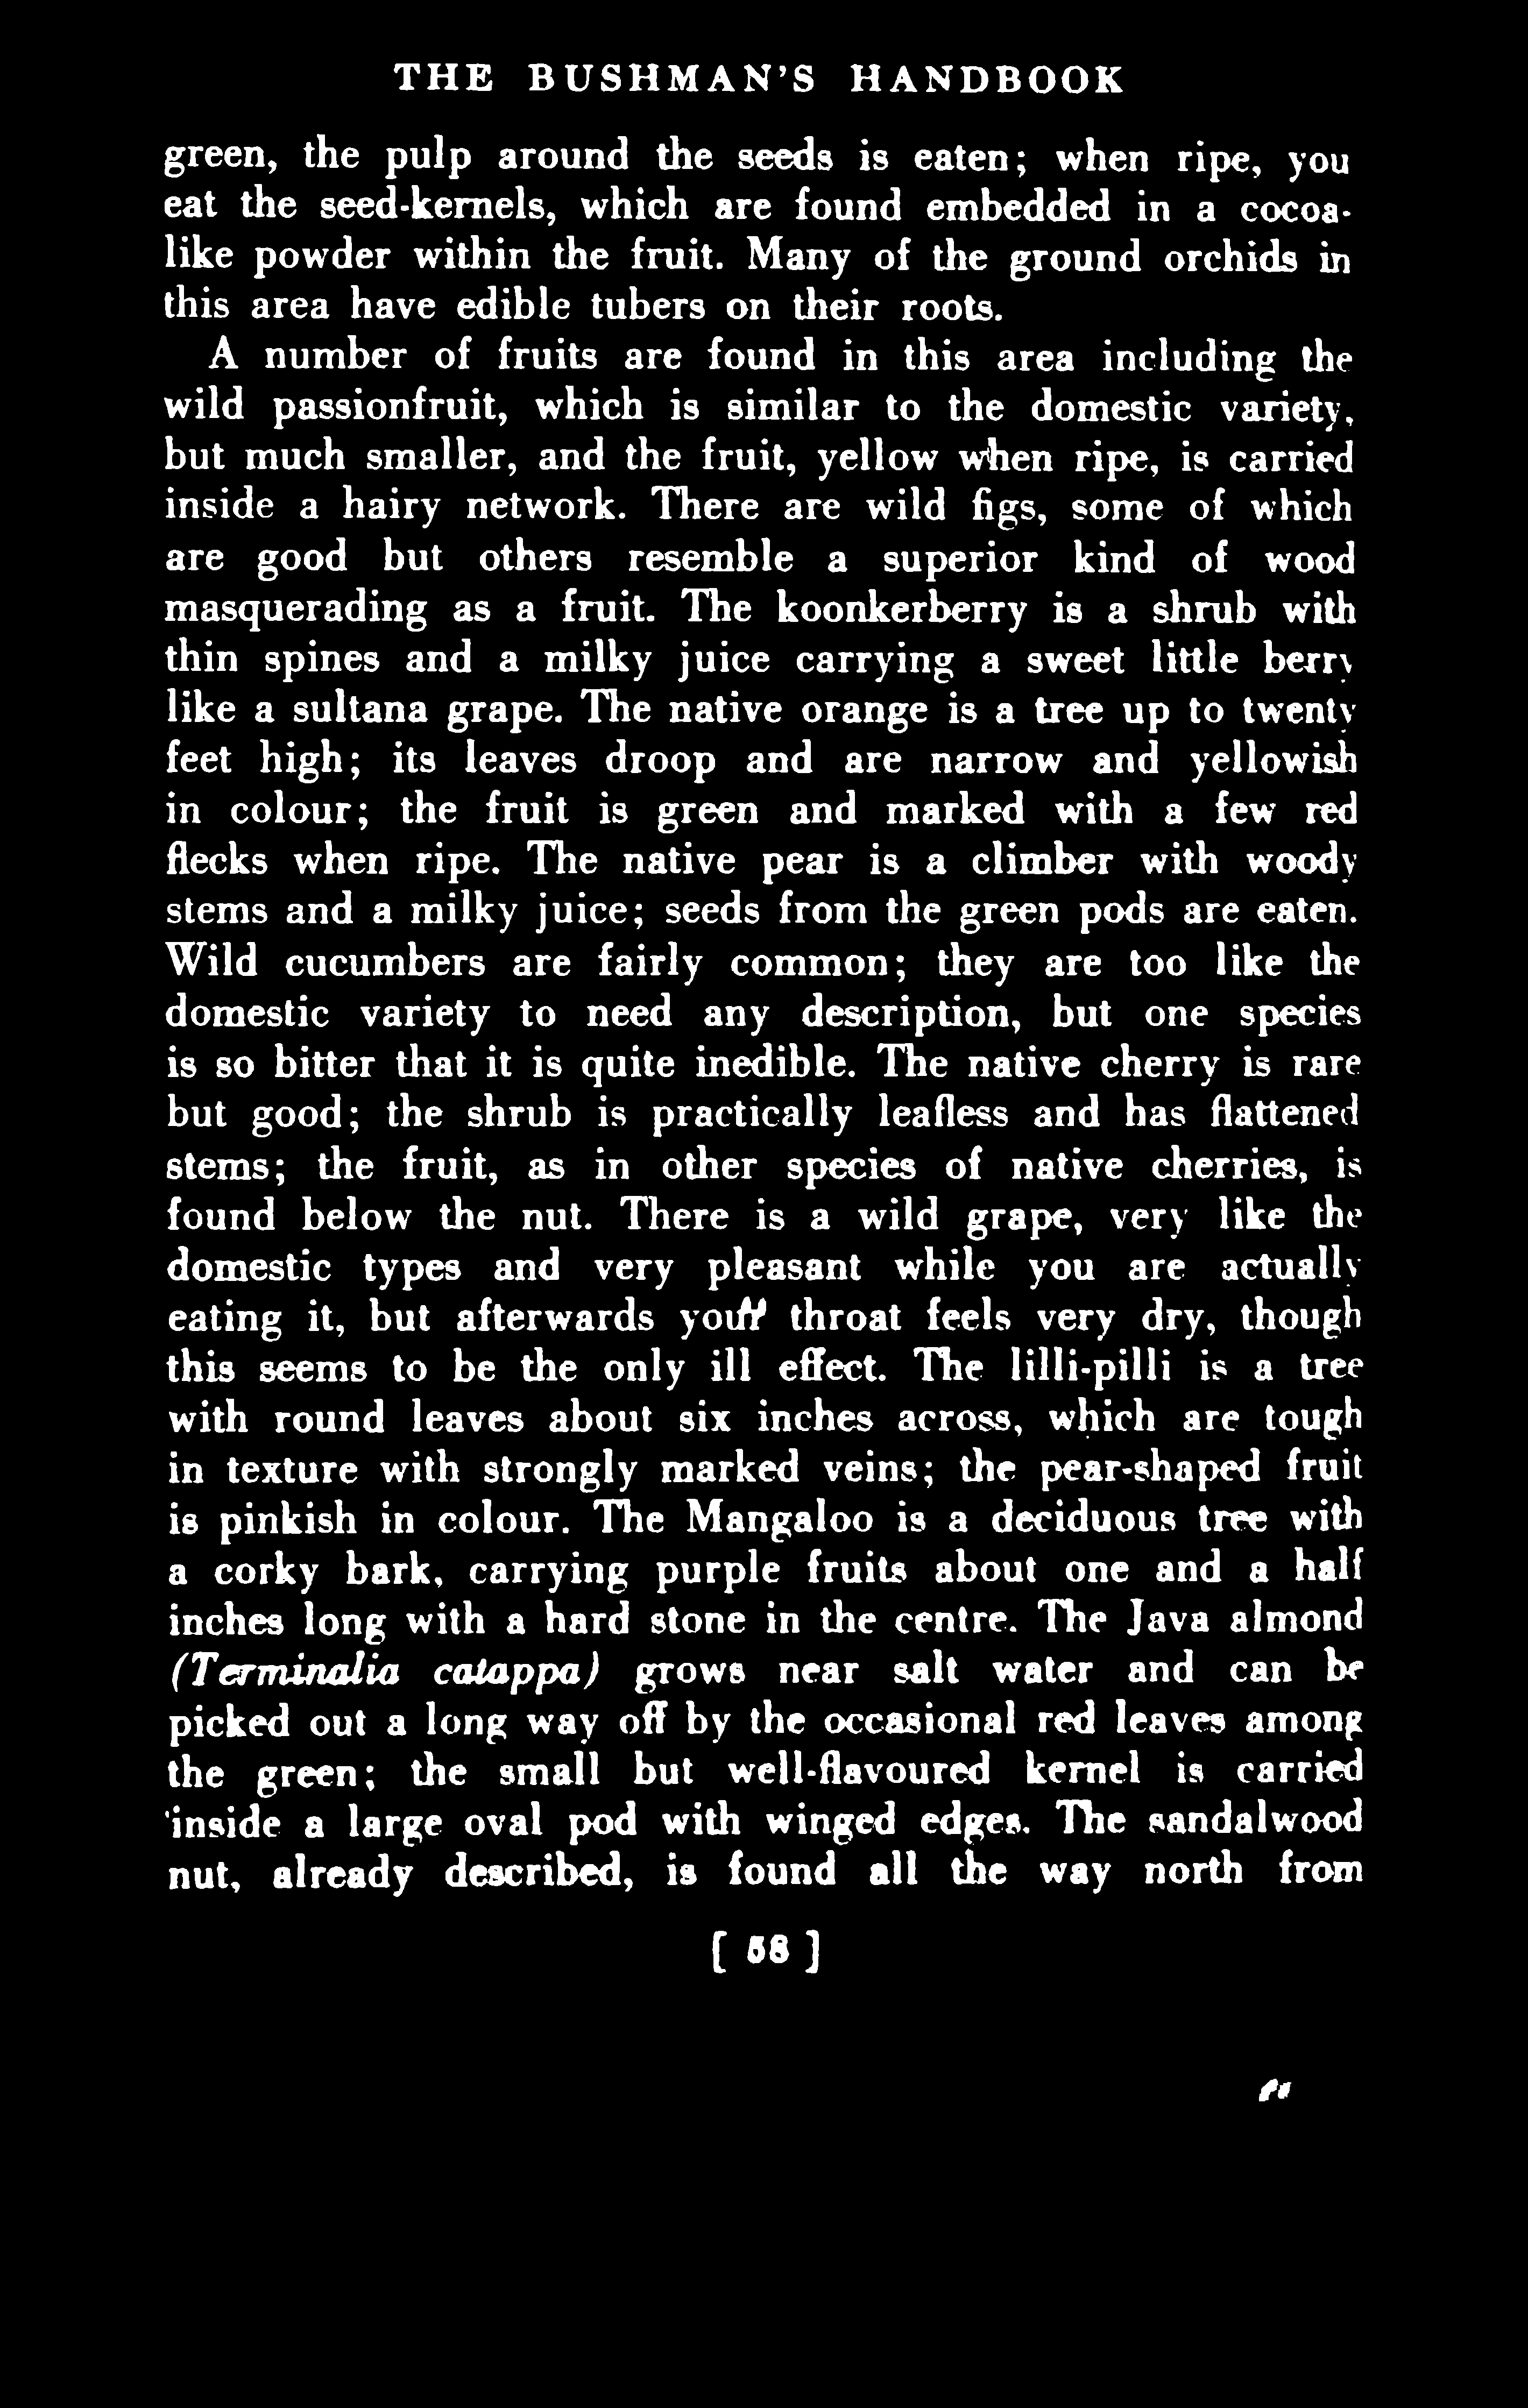 THE BUSHMAN'S HANDBOOK
green, the pulp around the seeds is eaten; when ripe, you
eat the seed-kernels, which are found embedded in a cocoa-
like powder within the fruit. Many of the ground orchids in
this area have edible tubers on their roots.
A number of fruits are found in this area including the
wild passionfruit, which is similar to the domestic variety,
but much smaller, and the fruit, yellow when ripe, is carried
inside a hairy network. There are wild figs, some of which
are good but others resemble a superior kind of wood
masquerading as a fruit. The koonkerberry is a shrub with
thin spines and a milky juice carrying a sweet little berry
like a sultana grape. The native orange is a tree up to twenty
feet high; its leaves droop and are narrow and yellowish
in colour; the fruit is green and marked with a few red
flecks when ripe. The native pear is a climber with woody
stems and a milky juice; seeds from the green pods are eaten.
Wild cucumbers are fairly common; they are too like the
domestic variety to need any description, but one species
is so bitter that it is quite inedible. The native cherry is rare
but good; the shrub is practically leafless and has flattened
stems; the fruit, as in other species of native cherries, is
found below the nut. There is a wild grape, very like the
domestic types and very pleasant while you are actually
eating it, but afterwards your throat feels very dry, though
this seems to be the only ill effect. The lilli-pilli is a tree
with round leaves about six inches across, which are tough
in texture with strongly marked veins; the pear-shaped fruit
is pinkish in colour. The Mangaloo is a deciduous tree with
a corky bark, carrying purple fruits about one and a half
inches long with a hard stone in the centre. The Java almond
(Terminalia catappa) grows near salt water and can be
picked out a long way off by the occasional red leaves among
the green; the small but well-flavoured kernel is carried
inside a large oval pod with winged edges. The sandalwood
nut, already described, is found all the way north from
[ 58 ]